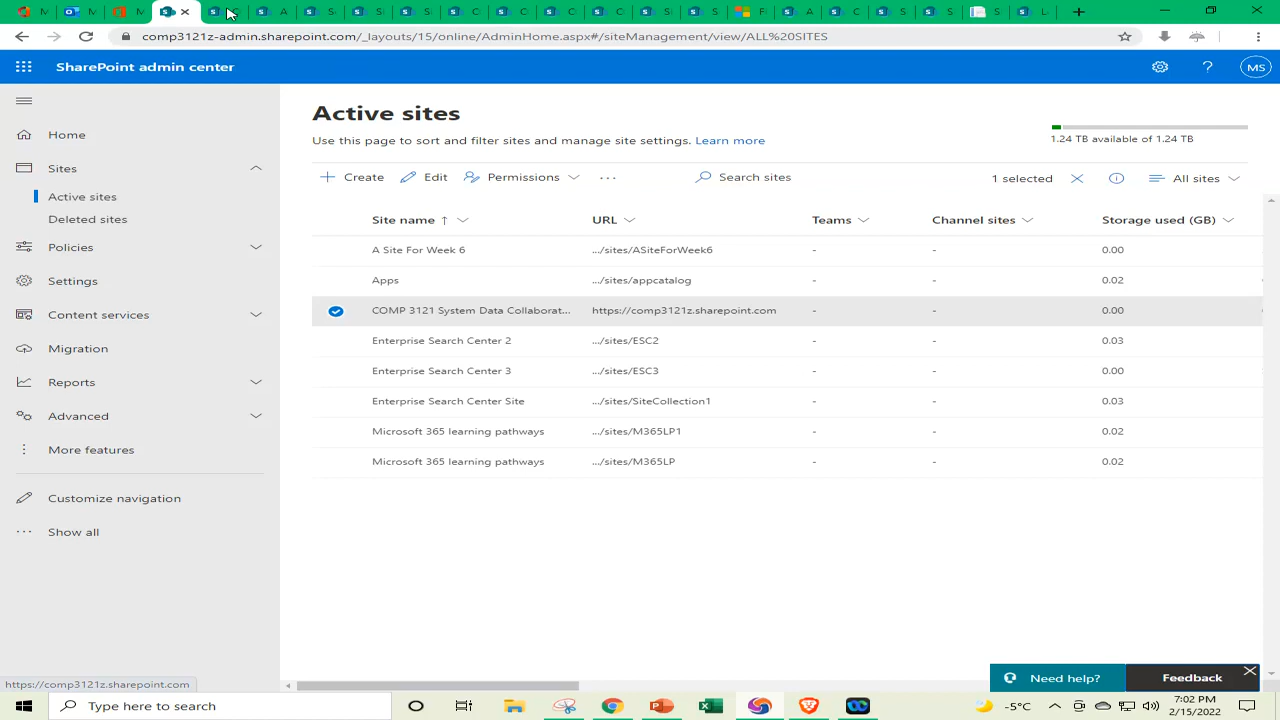 M
M
M
C
A
S
S
S
C
C
C
S
S
F
A
C
S
S
L
comp3121z-admin.sharepoint.com/_layouts/15/online/AdminHome.aspx#/siteManagement/view/ALL%20SITES
SharePoint admin center
? MS
Home
Sites
Active sites
Deleted sites
Policies
Settings
Content services
Migration
Reports
Advanced
More features
Customize navigation
Show all
Active sites
Use this page to sort and filter sites and manage site settings. Learn more
1.24 TB available of 1.24 TB
Create Edit Permissions ... Search sites 1 selected All sites
Site name ↑ URL Teams Channel sites Storage used (GB)
A Site For Week 6 .../sites/ASiteForWeek6 - - 0.00
Apps .../sites/appcatalog - - 0.02
COMP 3121 System Data Collaborat... https://comp3121z.sharepoint.com - - 0.00
Enterprise Search Center 2 .../sites/ESC2 - - 0.03
Enterprise Search Center 3 .../sites/ESC3 - - 0.00
Enterprise Search Center Site .../sites/SiteCollection1 - - 0.03
Microsoft 365 learning pathways .../sites/M365LP1 - - 0.02
Microsoft 365 learning pathways .../sites/M365LP - - 0.02
Need help? Feedback
https://comp3121z.sharepoint.com
Type here to search
-5°C
7:02 PM
2/15/2022